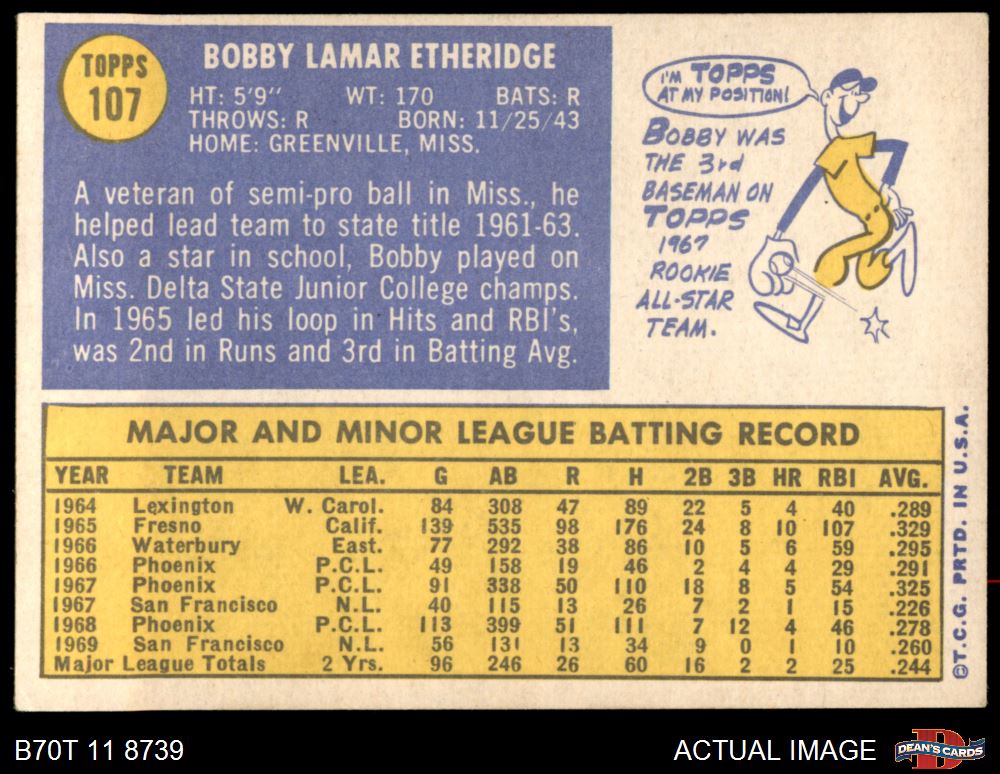 TOPPS
107
BOBBY LAMAR ETHERIDGE
HT: 5'9" WT: 170 BATS: R
THROWS: R BORN: 11/25/43
HOME: GREENVILLE, MISS.
A veteran of semi-pro ball in Miss., he
helped lead team to state title 1961-63.
Also a star in school, Bobby played on
Miss. Delta State Junior College champs.
In 1965 led his loop in Hits and RBI's,
was 2nd in Runs and 3rd in Batting Avg.
I'M TOPPS
AT MY POSITION!
BOBBY WAS
THE 3rd
BASEMAN ON
TOPPS
1967
ROOKIE
ALL-STAR
TEAM.
MAJOR AND MINOR LEAGUE BATTING RECORD
YEAR TEAM LEA. G AB R H 2B 3B HR RBI AVG.
1964 Lexington W. Carol. 84 308 47 89 22 5 4 40 .289
1965 Fresno Calif. 139 535 98 176 24 8 10 107 .329
1966 Waterbury East. 77 292 38 86 10 5 6 59 .295
1966 Phoenix P.C.L. 49 158 19 46 2 4 4 29 .291
1967 Phoenix P.C.L. 91 338 50 110 18 8 5 54 .325
1967 San Francisco N.L. 40 115 13 26 7 2 1 15 .226
1968 Phoenix P.C.L. 113 399 51 111 7 12 4 46 .278
1969 San Francisco N.L. 56 131 13 34 9 0 1 10 .260
Major League Totals 2 Yrs. 96 246 26 60 16 2 2 25 .244
©T.C.G. PRTD. IN U.S.A.
B70T 11 8739
ACTUAL IMAGE
D
DEAN'S CARDS